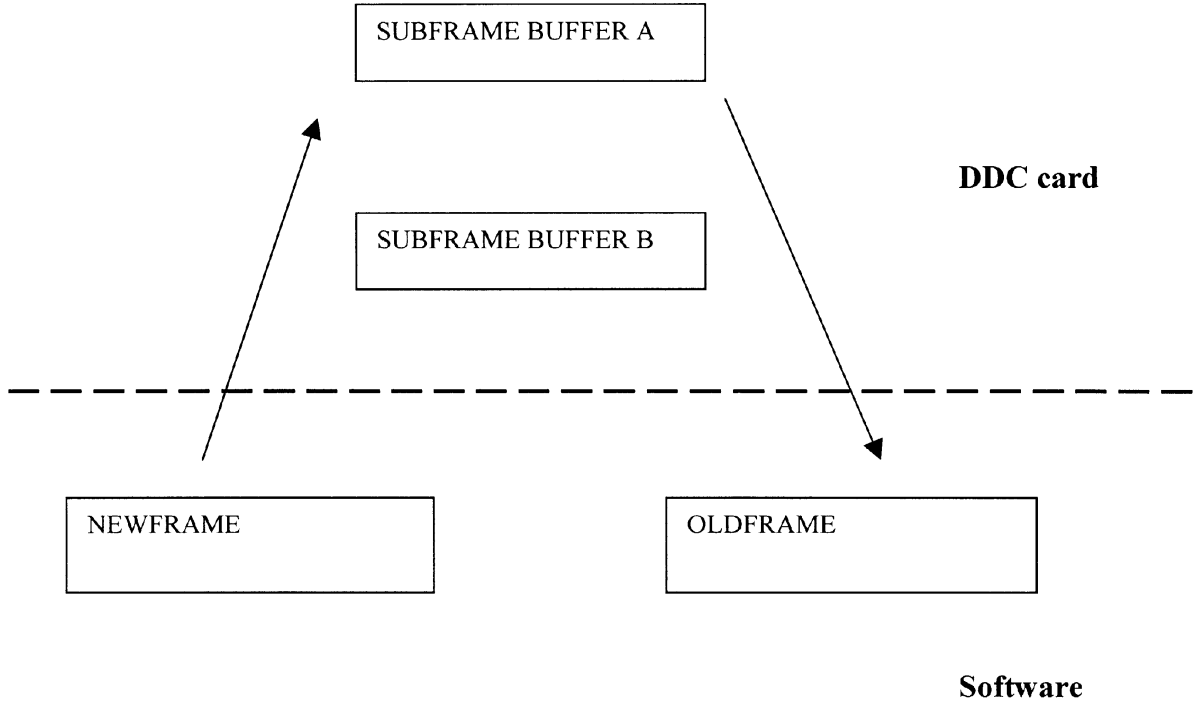 SUBFRAME BUFFER A
DDC card
SUBFRAME BUFFER B
NEWFRAME
OLDFRAME
Software